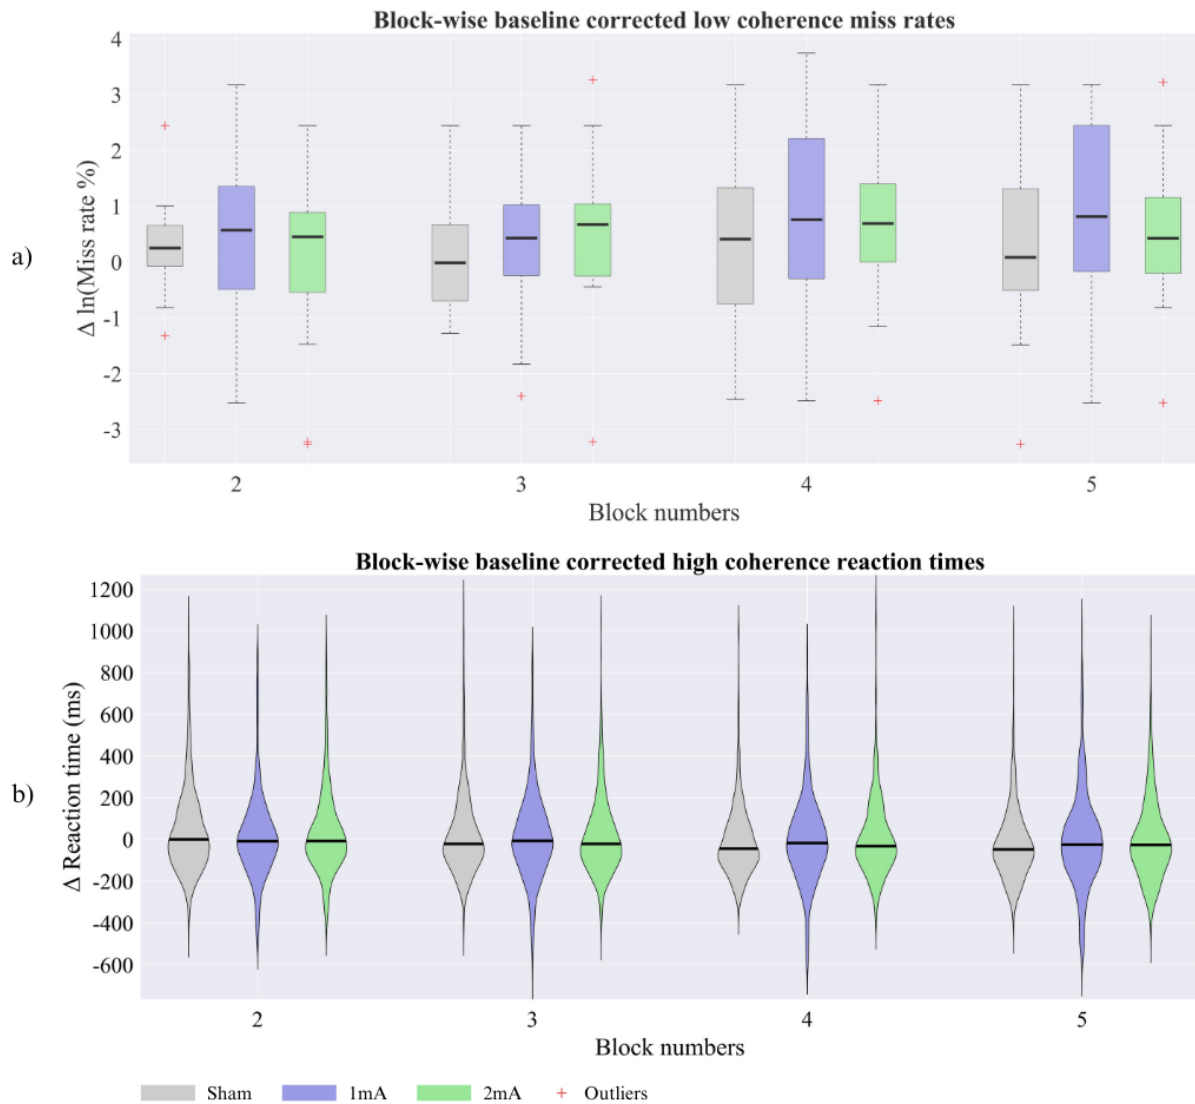 Block-wise baseline corrected low coherence miss rates
4
3
2
1
0
-1
-2
-3
Δ ln(Miss rate %)
a)
2 3 4 5
Block numbers
Block-wise baseline corrected high coherence reaction times
1200
1000
800
600
400
200
0
-200
-400
-600
Δ Reaction time (ms)
b)
2 3 4 5
Block numbers
Sham 1mA 2mA + Outliers